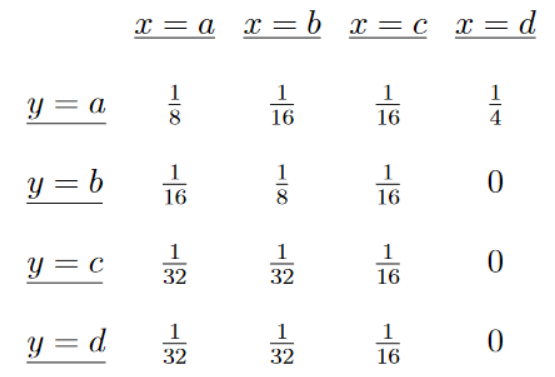 x = a x = b x = c x = d
y = a 1/8 1/16 1/16 1/4
y = b 1/16 1/8 1/16 0
y = c 1/32 1/32 1/16 0
y = d 1/32 1/32 1/16 0